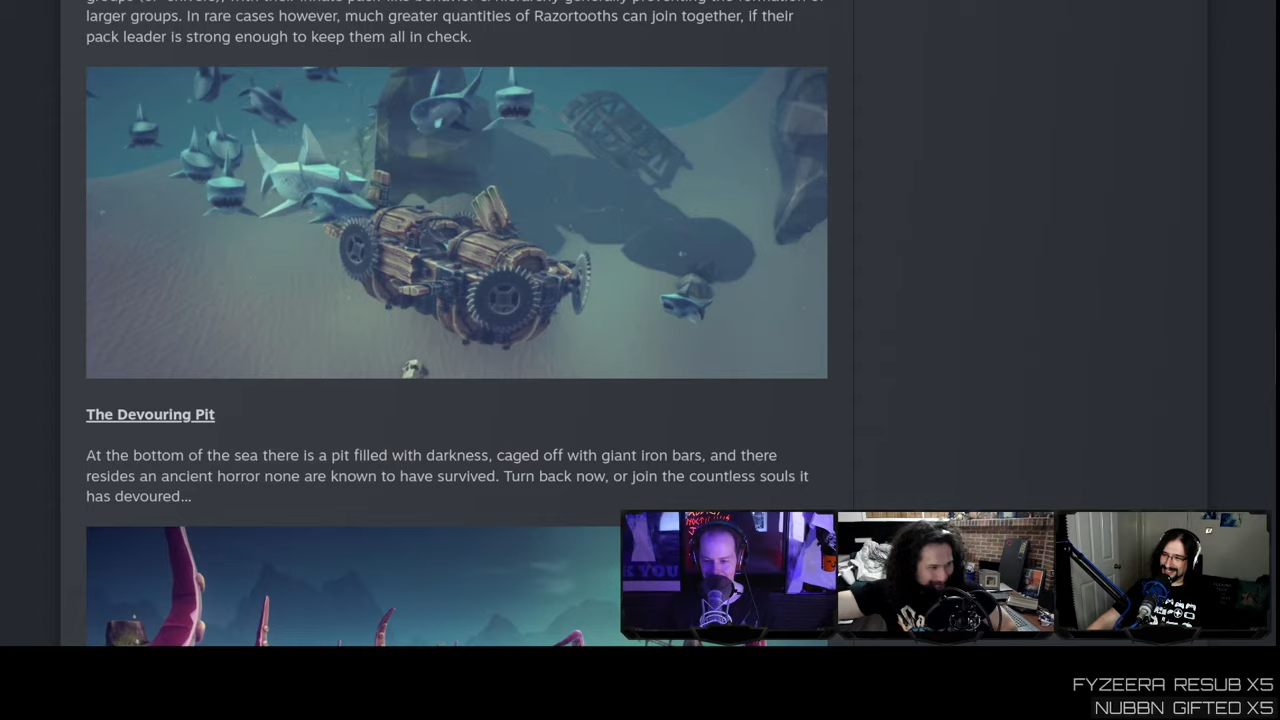 larger groups. In rare cases however, much greater quantities of Razortooths can join together, if their
pack leader is strong enough to keep them all in check.
The Devouring Pit
At the bottom of the sea there is a pit filled with darkness, caged off with giant iron bars, and there
resides an ancient horror none are known to have survived. Turn back now, or join the countless souls it
has devoured...
FYZEERA RESUB X5
NUBBN GIFTED X5